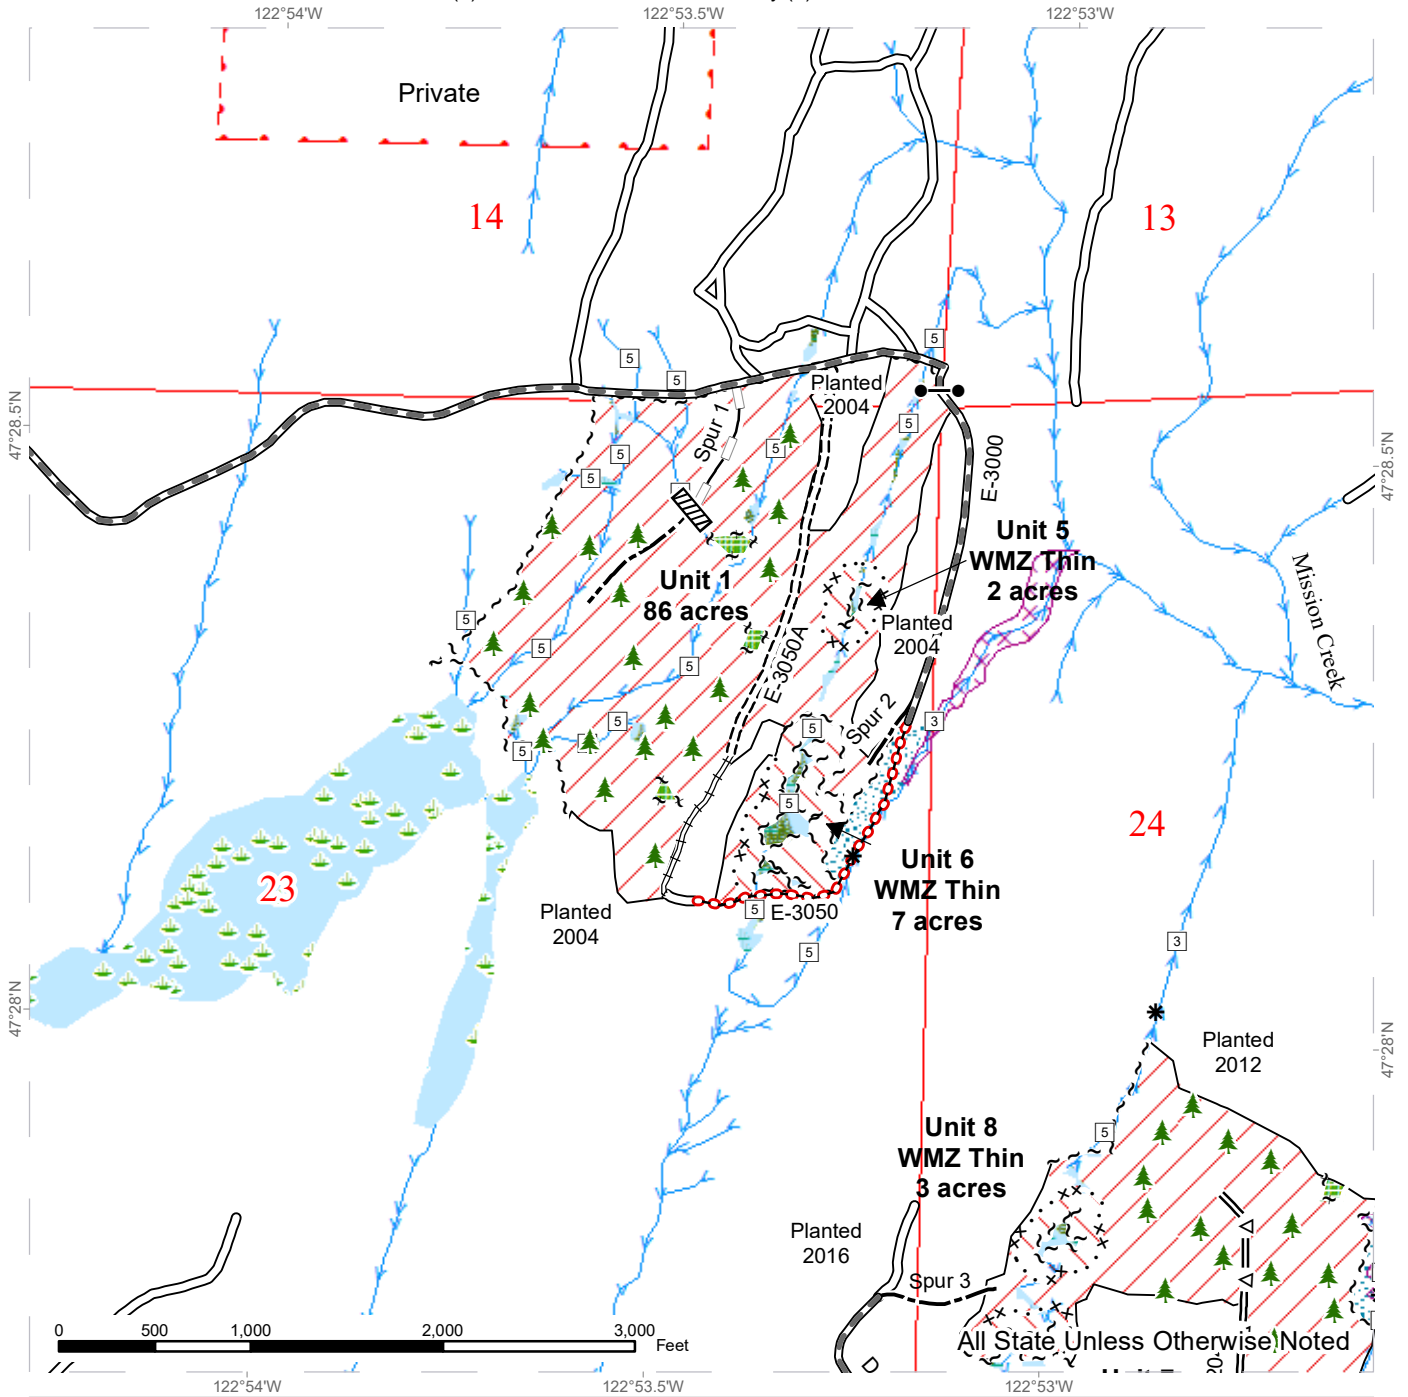 122°54'W
122°53.5'W
122°53'W
Private
14
13
5
5
5
Planted
2004
47°28.5'N
47°28.5'N
Spur 1
5
5
5
5
E-3000
Unit 5
WMZ Thin
2 acres
Unit 1
86 acres
Mission Creek
5
Planted
2004
5
5
E-3050A
5
5
3
5
Spur 2
5
24
Unit 6
WMZ Thin
7 acres
23
Planted
2004
5
E-3050
5
3
47°28'N
47°28'N
Planted
2012
Unit 8
WMZ Thin
3 acres
5
Planted
2016
Spur 3
0
500
1,000
2,000
3,000
Feet
All State Unless Otherwise Noted
122°54'W
122°53.5'W
122°53'W